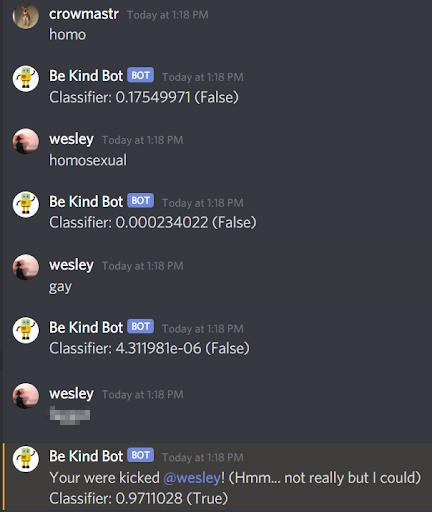 crowmastr Today at 1:18 PM
homo
Be Kind Bot BOT Today at 1:18 PM
Classifier: 0.17549971 (False)
wesley Today at 1:18 PM
homosexual
Be Kind Bot BOT Today at 1:18 PM
Classifier: 0.000234022 (False)
wesley Today at 1:18 PM
gay
Be Kind Bot BOT Today at 1:18 PM
Classifier: 4.311981e-06 (False)
wesley Today at 1:18 PM
Be Kind Bot BOT Today at 1:18 PM
Your were kicked @wesley! (Hmm... not really but I could)
Classifier: 0.9711028 (True)